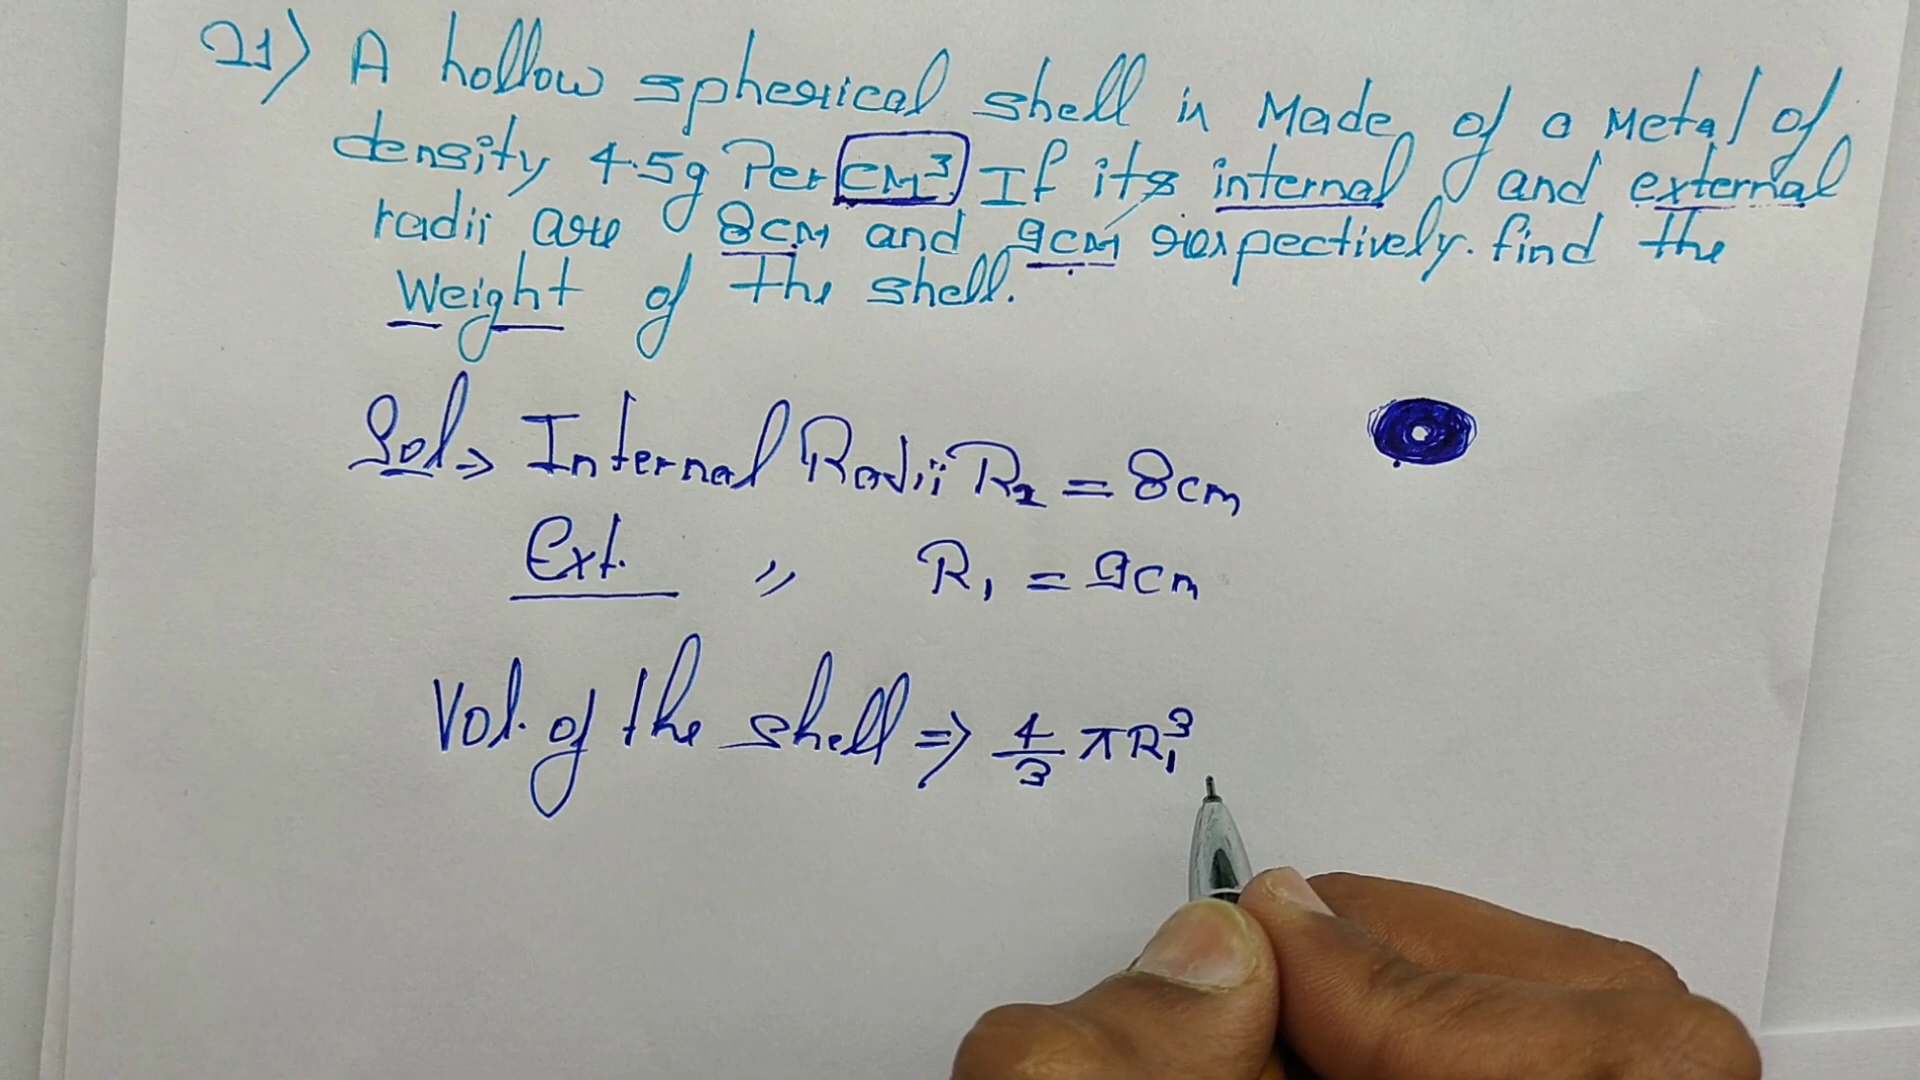 21) A hollow spherical shell is Made of a Metal of
density 4.5g Per cm³ If its internal and external
radii are 8cm and 9cm respectively. find the
Weight of the shell.
Sol⇒ Internal Radii R₂ = 8cm
Ext. 〃 R₁ = 9cm
Vol. of the shell ⇒ 4/3 πR₁³